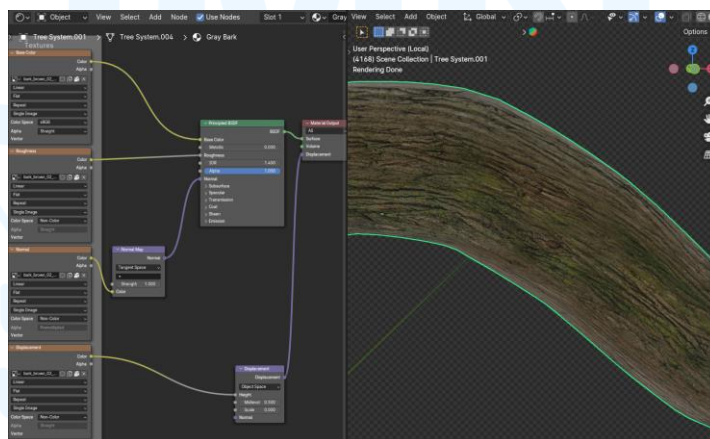 Object View Select Add Node Use Nodes Slot 1 Gray
Tree System.001 > Tree System.004 > Gray Bark
Textures
Base Color
Color
Alpha
Linear
Flat
Repeat
Single Image
Color Space sRGB
Alpha Straight
Vector
Roughness
Color
Alpha
Linear
Flat
Repeat
Single Image
Color Space Non-Color
Alpha Straight
Vector
Normal
Color
Alpha
Linear
Flat
Repeat
Single Image
Color Space Non-Color
Alpha
Vector
Displacement
Color
Alpha
Linear
Flat
Repeat
Single Image
Color Space Non-Color
Alpha Straight
Vector
Normal Map
Normal
Tangent Space
Strength 1.000
Color
Principled BSDF
BSDF
Base Color
Metallic 0.000
Roughness
IOR
Alpha 1.000
Normal
Subsurface
Specular
Transmission
Coat
Sheen
Emission
Material Output
All
Surface
Volume
Displacement
Displacement
Displacement
Object Space
Height
Midlevel
Scale
Normal
View Select Add Object Global
Options
User Perspective (Local)
(4168) Scene Collection | Tree System.001
Rendering Done